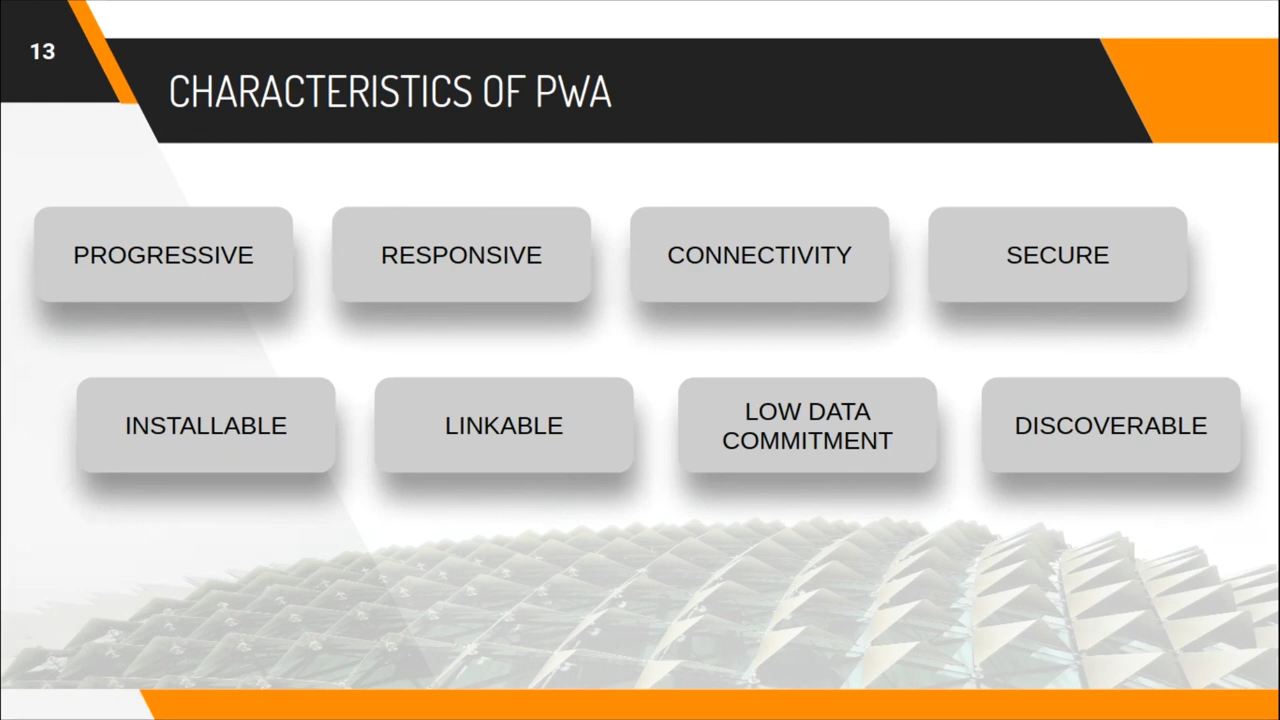 13
CHARACTERISTICS OF PWA
PROGRESSIVE
RESPONSIVE
CONNECTIVITY
SECURE
INSTALLABLE
LINKABLE
LOW DATA
COMMITMENT
DISCOVERABLE